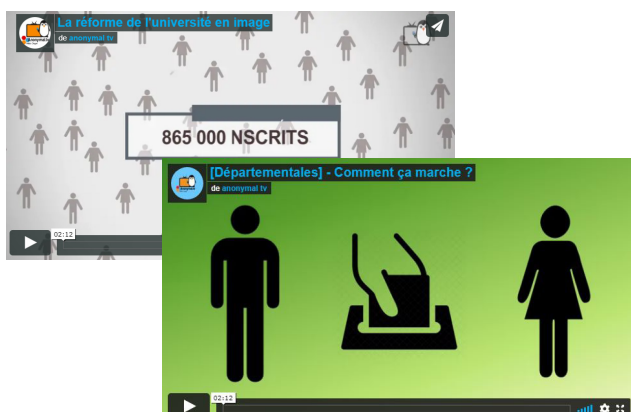 La réforme de l'université en image
de anonymal tv
865 000 NSCRITS
02:12
[Départementales] - Comment ça marche ?
de anonymal tv
02:12